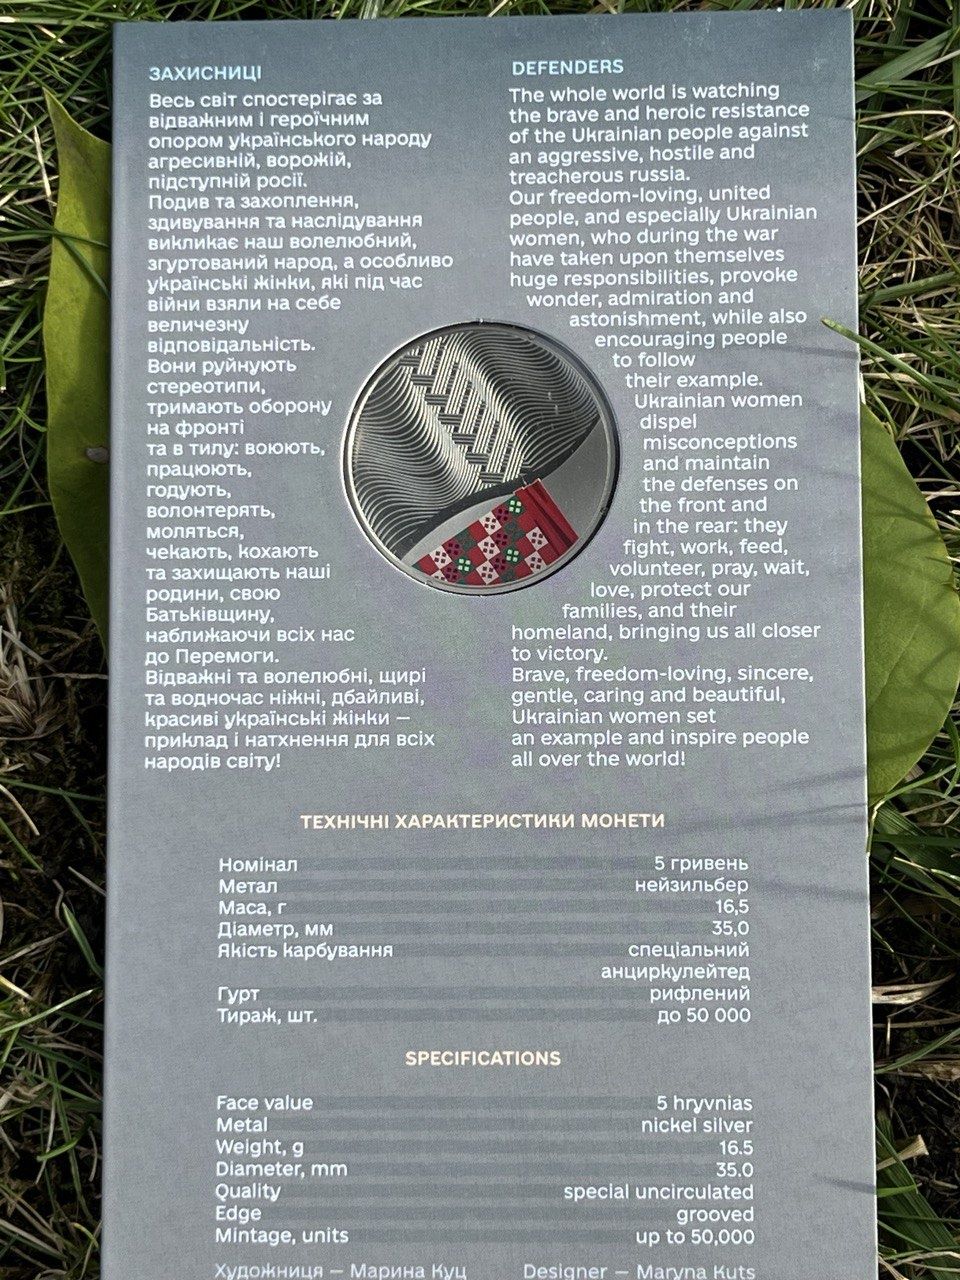 ЗАХИСНИЦІ
Весь світ спостерігає за
відважним і героїчним
опором українського народу
агресивній, ворожій,
підступній росії.
Подив та захоплення,
здивування та наслідування
викликає наш волелюбний,
згуртований народ, а особливо
українські жінки, які під час
війни взяли на себе
величезну
відповідальність.
Вони руйнують
стереотипи,
тримають оборону
на фронті
та в тилу: воюють,
працюють,
годують,
волонтерять,
моляться,
чекають, кохають
та захищають наші
родини, свою
Батьківщину,
наближаючи всіх нас
до Перемоги.
Відважні та волелюбні, щирі
та водночас ніжні, дбайливі,
красиві українські жінки —
приклад і натхнення для всіх
народів світу!
DEFENDERS
The whole world is watching
the brave and heroic resistance
of the Ukrainian people against
an aggressive, hostile and
treacherous russia.
Our freedom-loving, united
people, and especially Ukrainian
women, who during the war
have taken upon themselves
huge responsibilities, provoke
wonder, admiration and
astonishment, while also
encouraging people
to follow
their example.
Ukrainian women
dispel
misconceptions
and maintain
the defenses on
the front and
in the rear: they
fight, work, feed,
volunteer, pray, wait,
love, protect our
families, and their
homeland, bringing us all closer
to victory.
Brave, freedom-loving, sincere,
gentle, caring and beautiful,
Ukrainian women set
an example and inspire people
all over the world!
ТЕХНІЧНІ ХАРАКТЕРИСТИКИ МОНЕТИ
Номінал 5 гривень
Метал нейзильбер
Маса, г 16,5
Діаметр, мм 35,0
Якість карбування спеціальний
анциркулейтед
Гурт рифлений
Тираж, шт. до 50 000
SPECIFICATIONS
Face value 5 hryvnias
Metal nickel silver
Weight, g 16.5
Diameter, mm 35.0
Quality special uncirculated
Edge grooved
Mintage, units up to 50,000
Художниця — Марина Куц Designer — Maryna Kuts